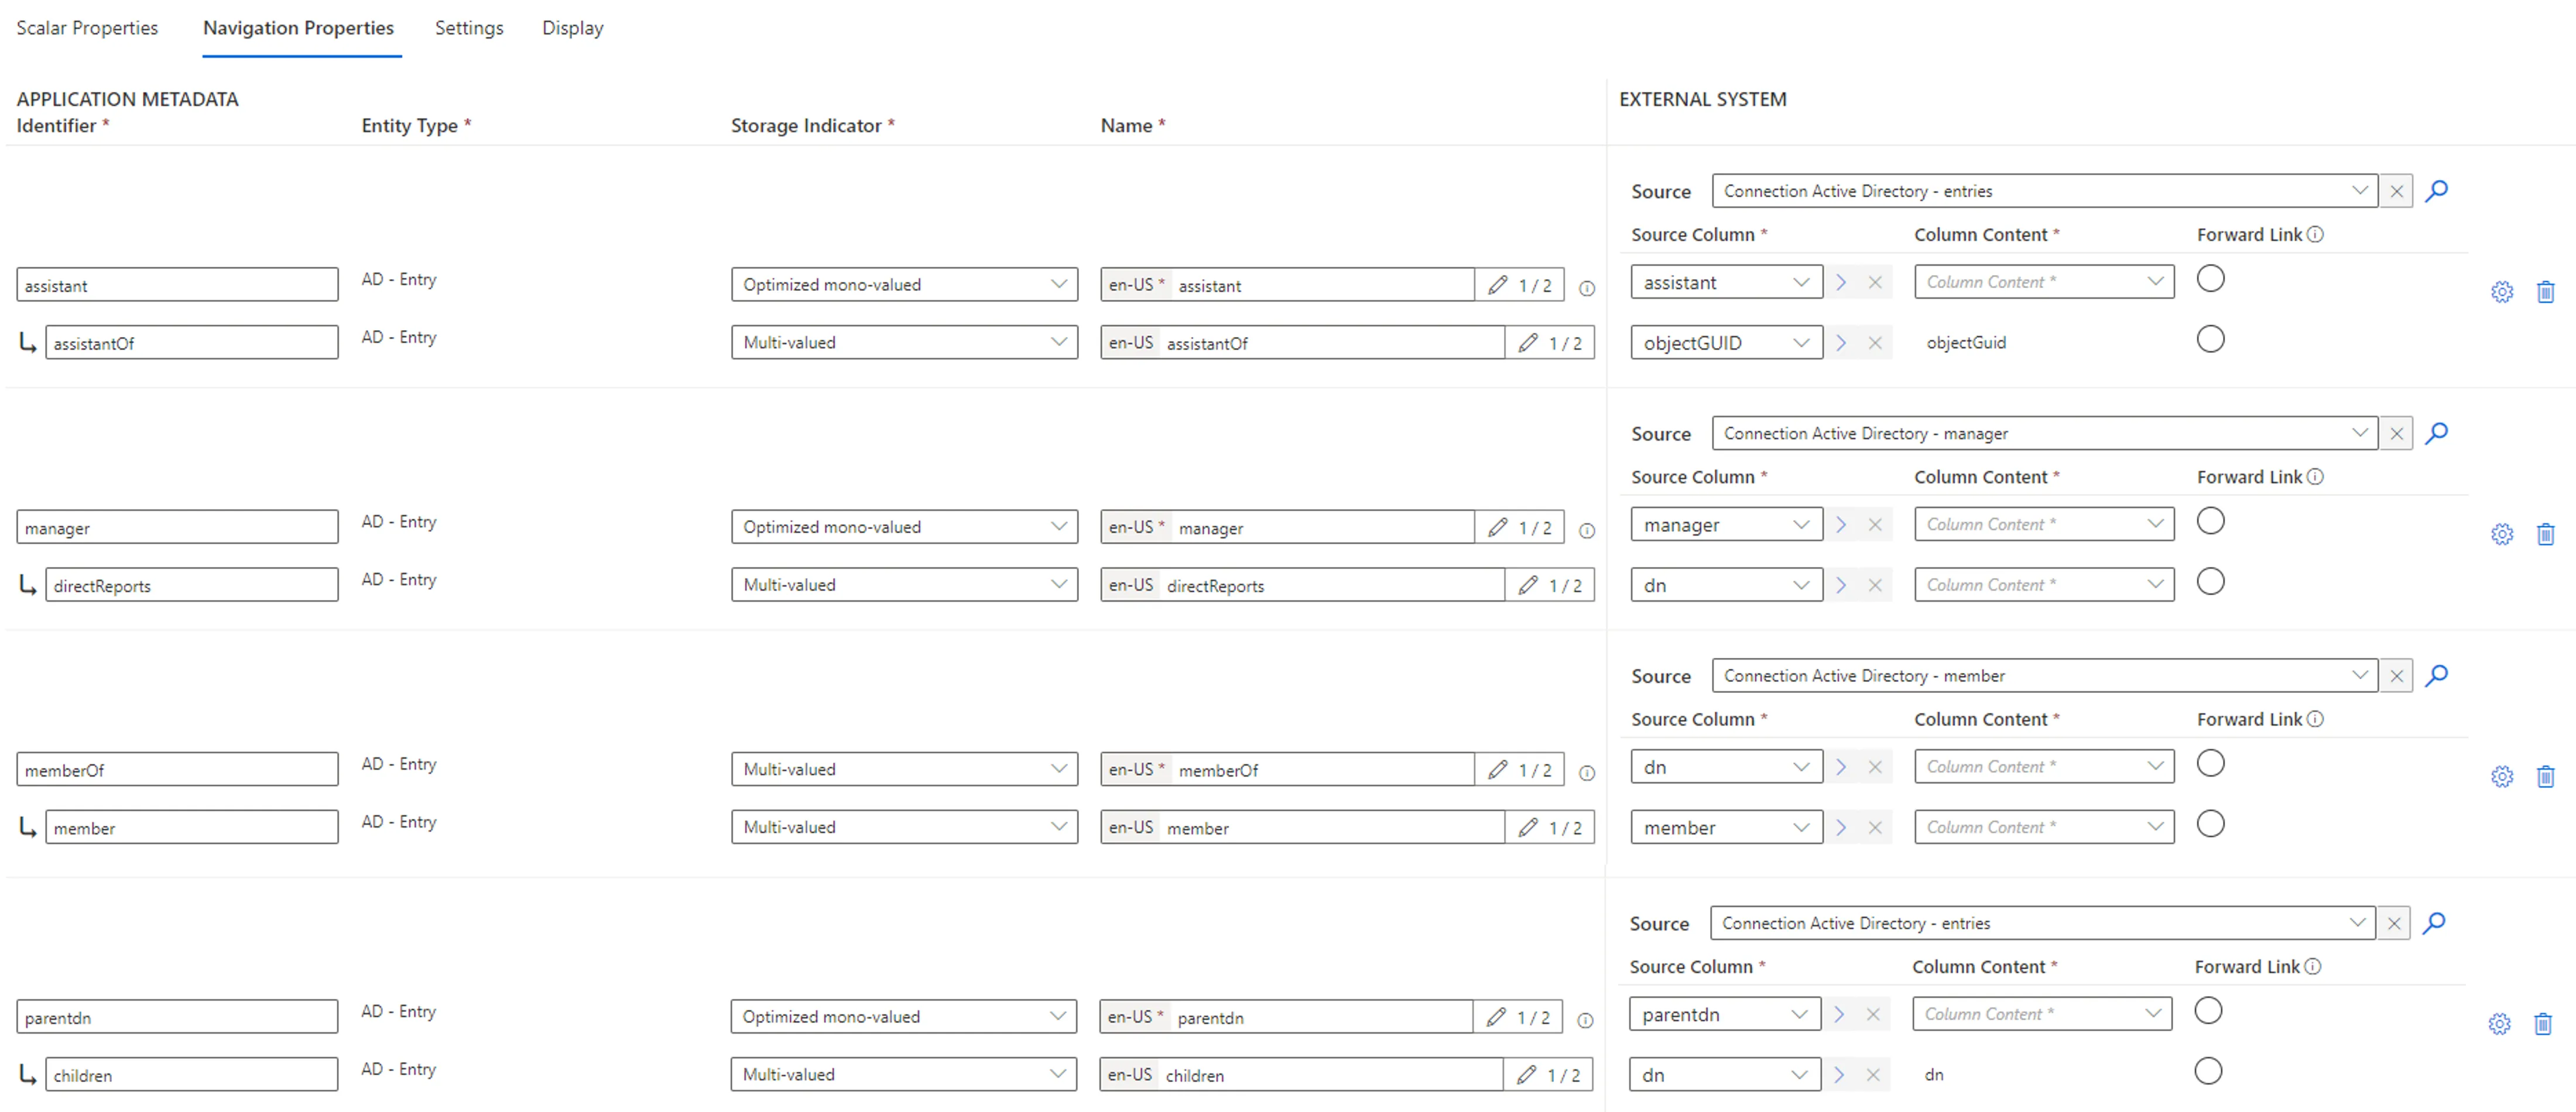 Scalar Properties Navigation Properties Settings Display
APPLICATION METADATA EXTERNAL SYSTEM
Identifier * Entity Type * Storage Indicator * Name *
Source Connection Active Directory - entries
Source Column * Column Content * Forward Link
assistant AD - Entry Optimized mono-valued en-US * assistant 1 / 2 assistant Column Content *
assistantOf AD - Entry Multi-valued en-US assistantOf 1 / 2 objectGUID objectGuid
Source Connection Active Directory - manager
Source Column * Column Content * Forward Link
manager AD - Entry Optimized mono-valued en-US * manager 1 / 2 manager Column Content *
directReports AD - Entry Multi-valued en-US directReports 1 / 2 dn Column Content *
Source Connection Active Directory - member
Source Column * Column Content * Forward Link
memberOf AD - Entry Multi-valued en-US * memberOf 1 / 2 dn Column Content *
member AD - Entry Multi-valued en-US member 1 / 2 member Column Content *
Source Connection Active Directory - entries
Source Column * Column Content * Forward Link
parentdn AD - Entry Optimized mono-valued en-US * parentdn 1 / 2 parentdn Column Content *
children AD - Entry Multi-valued en-US children 1 / 2 dn dn